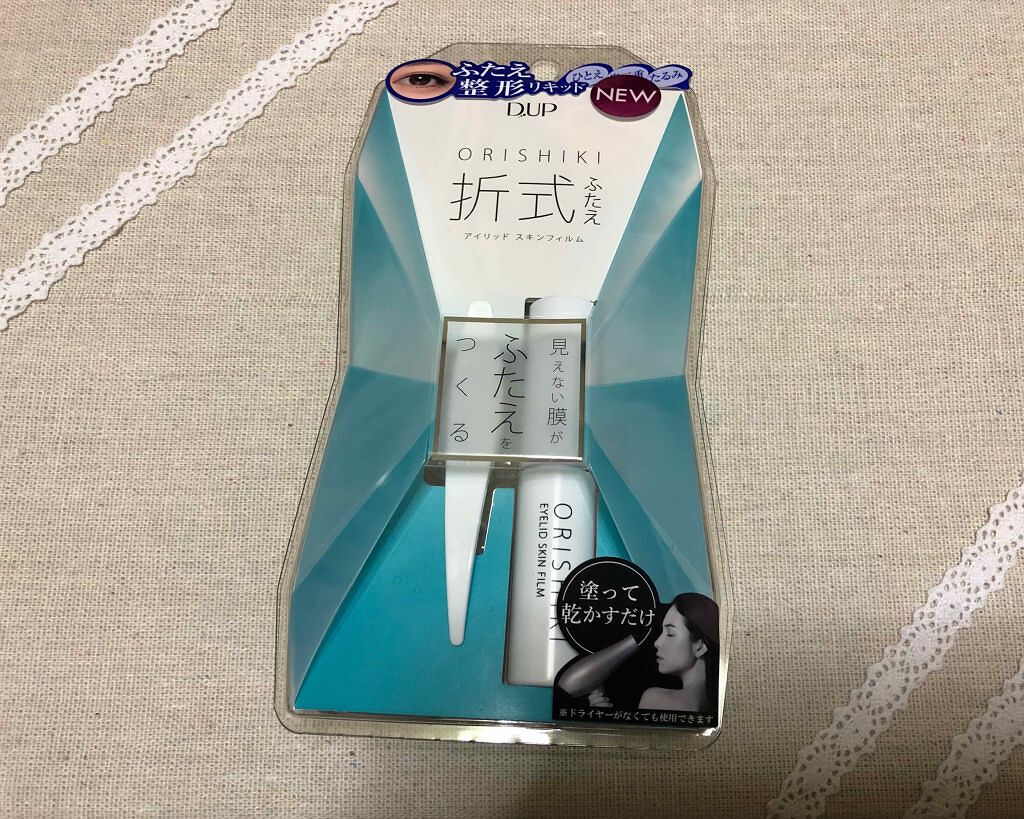 ふたえ
整形リキッド
ひとえ
たるみ
NEW
D.UP
ORISHIKI
折式
ふたえ
アイリッド スキンフィルム
見えない膜が
ふたえを
つくる
ORISHIKI
EYELID SKIN FILM
塗って
乾かすだけ
※ドライヤーがなくても使用できます